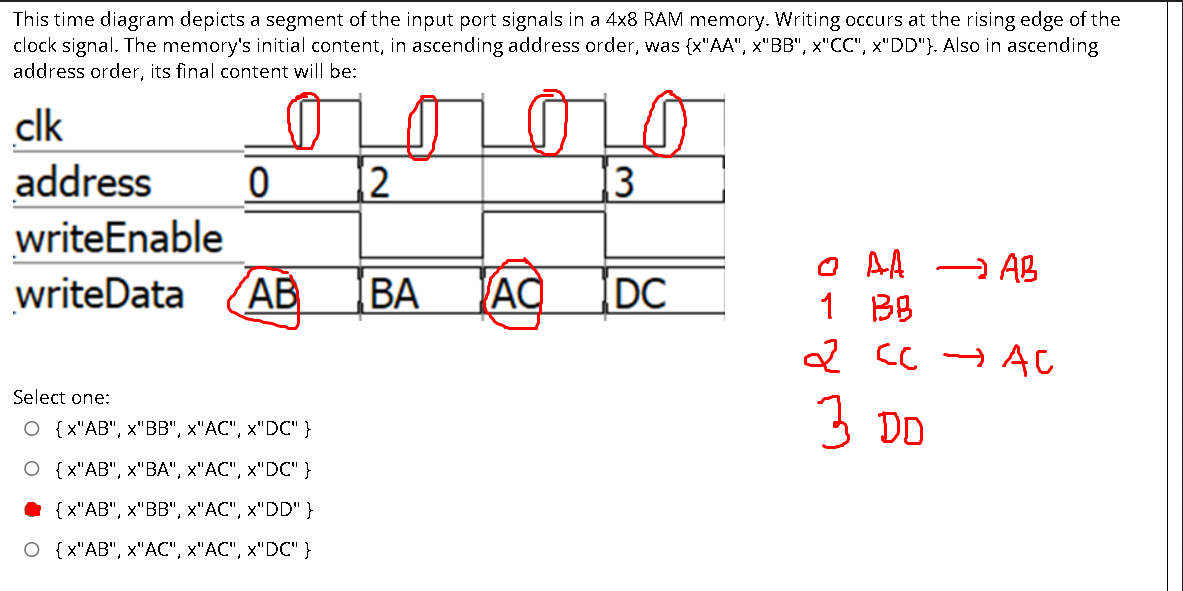 This time diagram depicts a segment of the input port signals in a 4x8 RAM memory. Writing occurs at the rising edge of the
clock signal. The memory's initial content, in ascending address order, was {x"AA", x"BB", x"CC", x"DD"}. Also in ascending
address order, its final content will be:
clk
address 0 2 3
writeEnable
writeData AB BA AC DC
0 AA → AB
1 BB
2 CC → AC
3 DD
Select one:
{ x"AB", x"BB", x"AC", x"DC" }
{ x"AB", x"BA", x"AC", x"DC" }
{ x"AB", x"BB", x"AC", x"DD" }
{ x"AB", x"AC", x"AC", x"DC" }